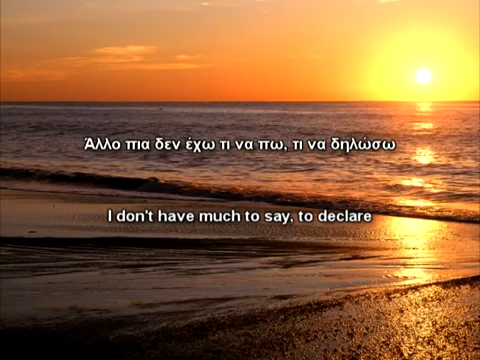 Άλλο πια δεν έχω τι να πω, τι να δηλώσω
I don't have much to say, to declare